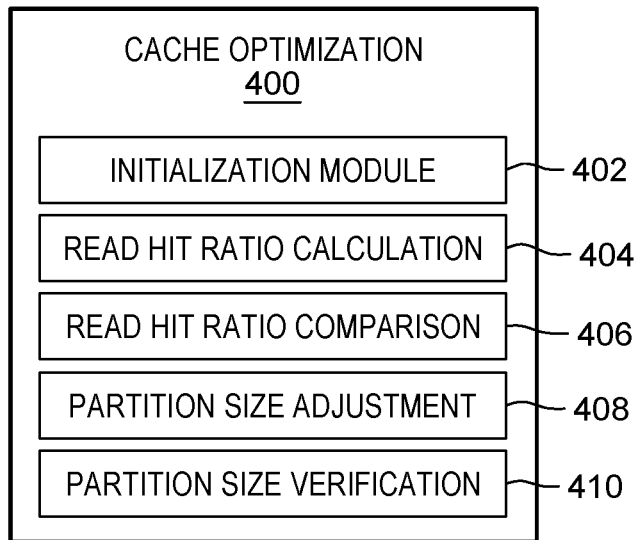 CACHE OPTIMIZATION
400
INITIALIZATION MODULE
402
READ HIT RATIO CALCULATION
404
READ HIT RATIO COMPARISON
406
PARTITION SIZE ADJUSTMENT
408
PARTITION SIZE VERIFICATION
410